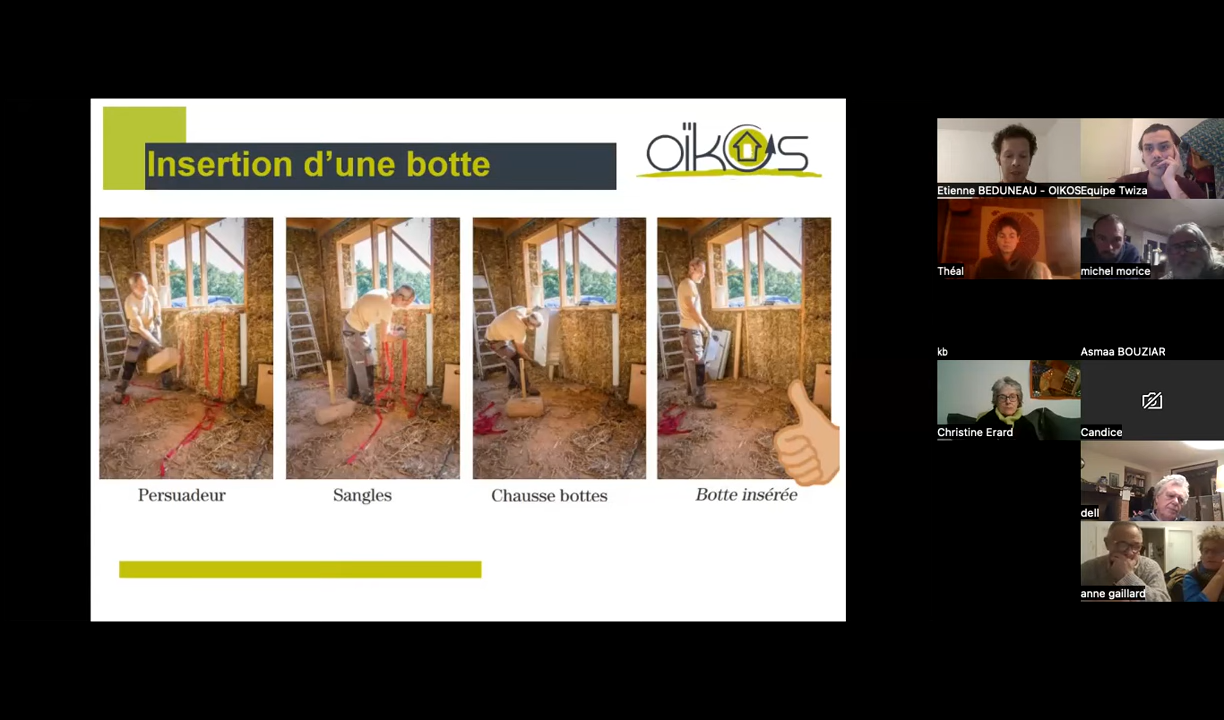 Insertion d'une botte
oïkos
Persuadeur
Sangles
Chausse bottes
Botte insérée
Etienne BEDUNEAU - OIKOS
Equipe Twiza
Théal
michel morice
kb
Asmaa BOUZIAR
Christine Erard
Candice
dell
anne gaillard